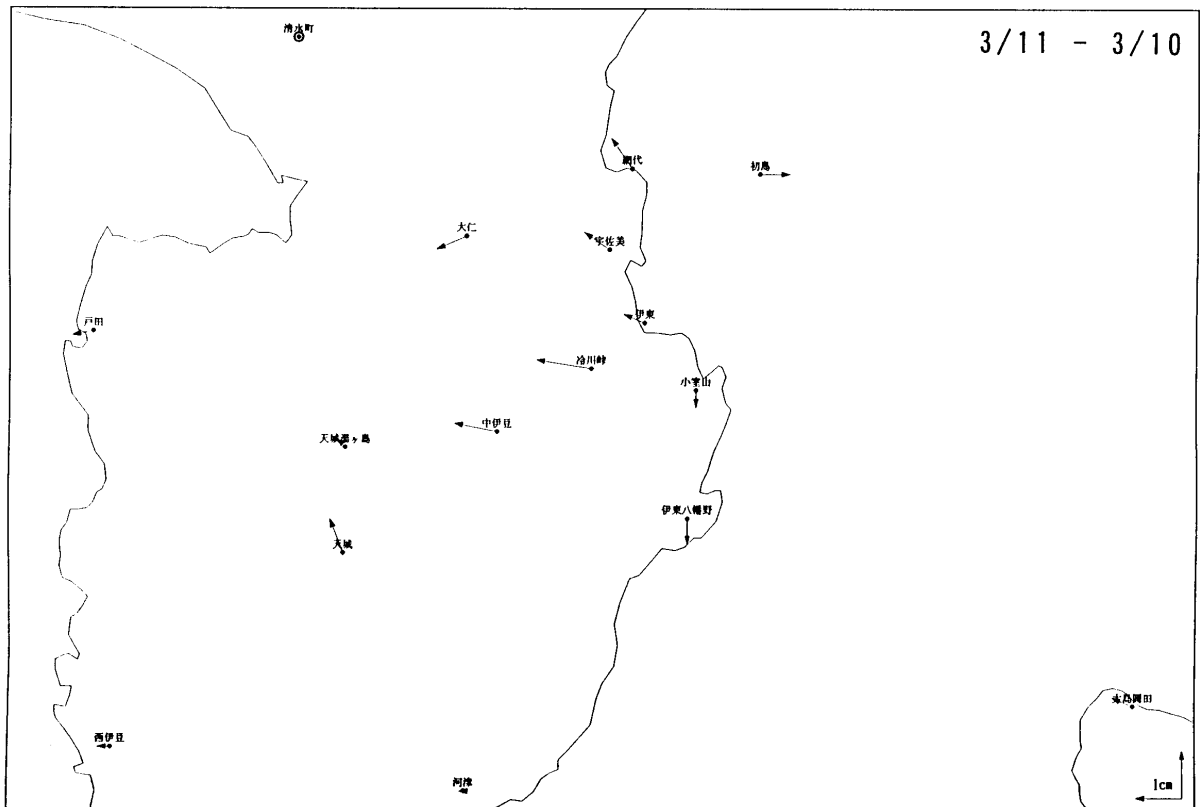 清水町
3/11 - 3/10
網代
初島
大仁
宇佐美
戸田
伊東
冷川峠
小室山
中伊豆
天城湯ヶ島
伊東八幡野
天城
大島岡田
西伊豆
河津
1cm